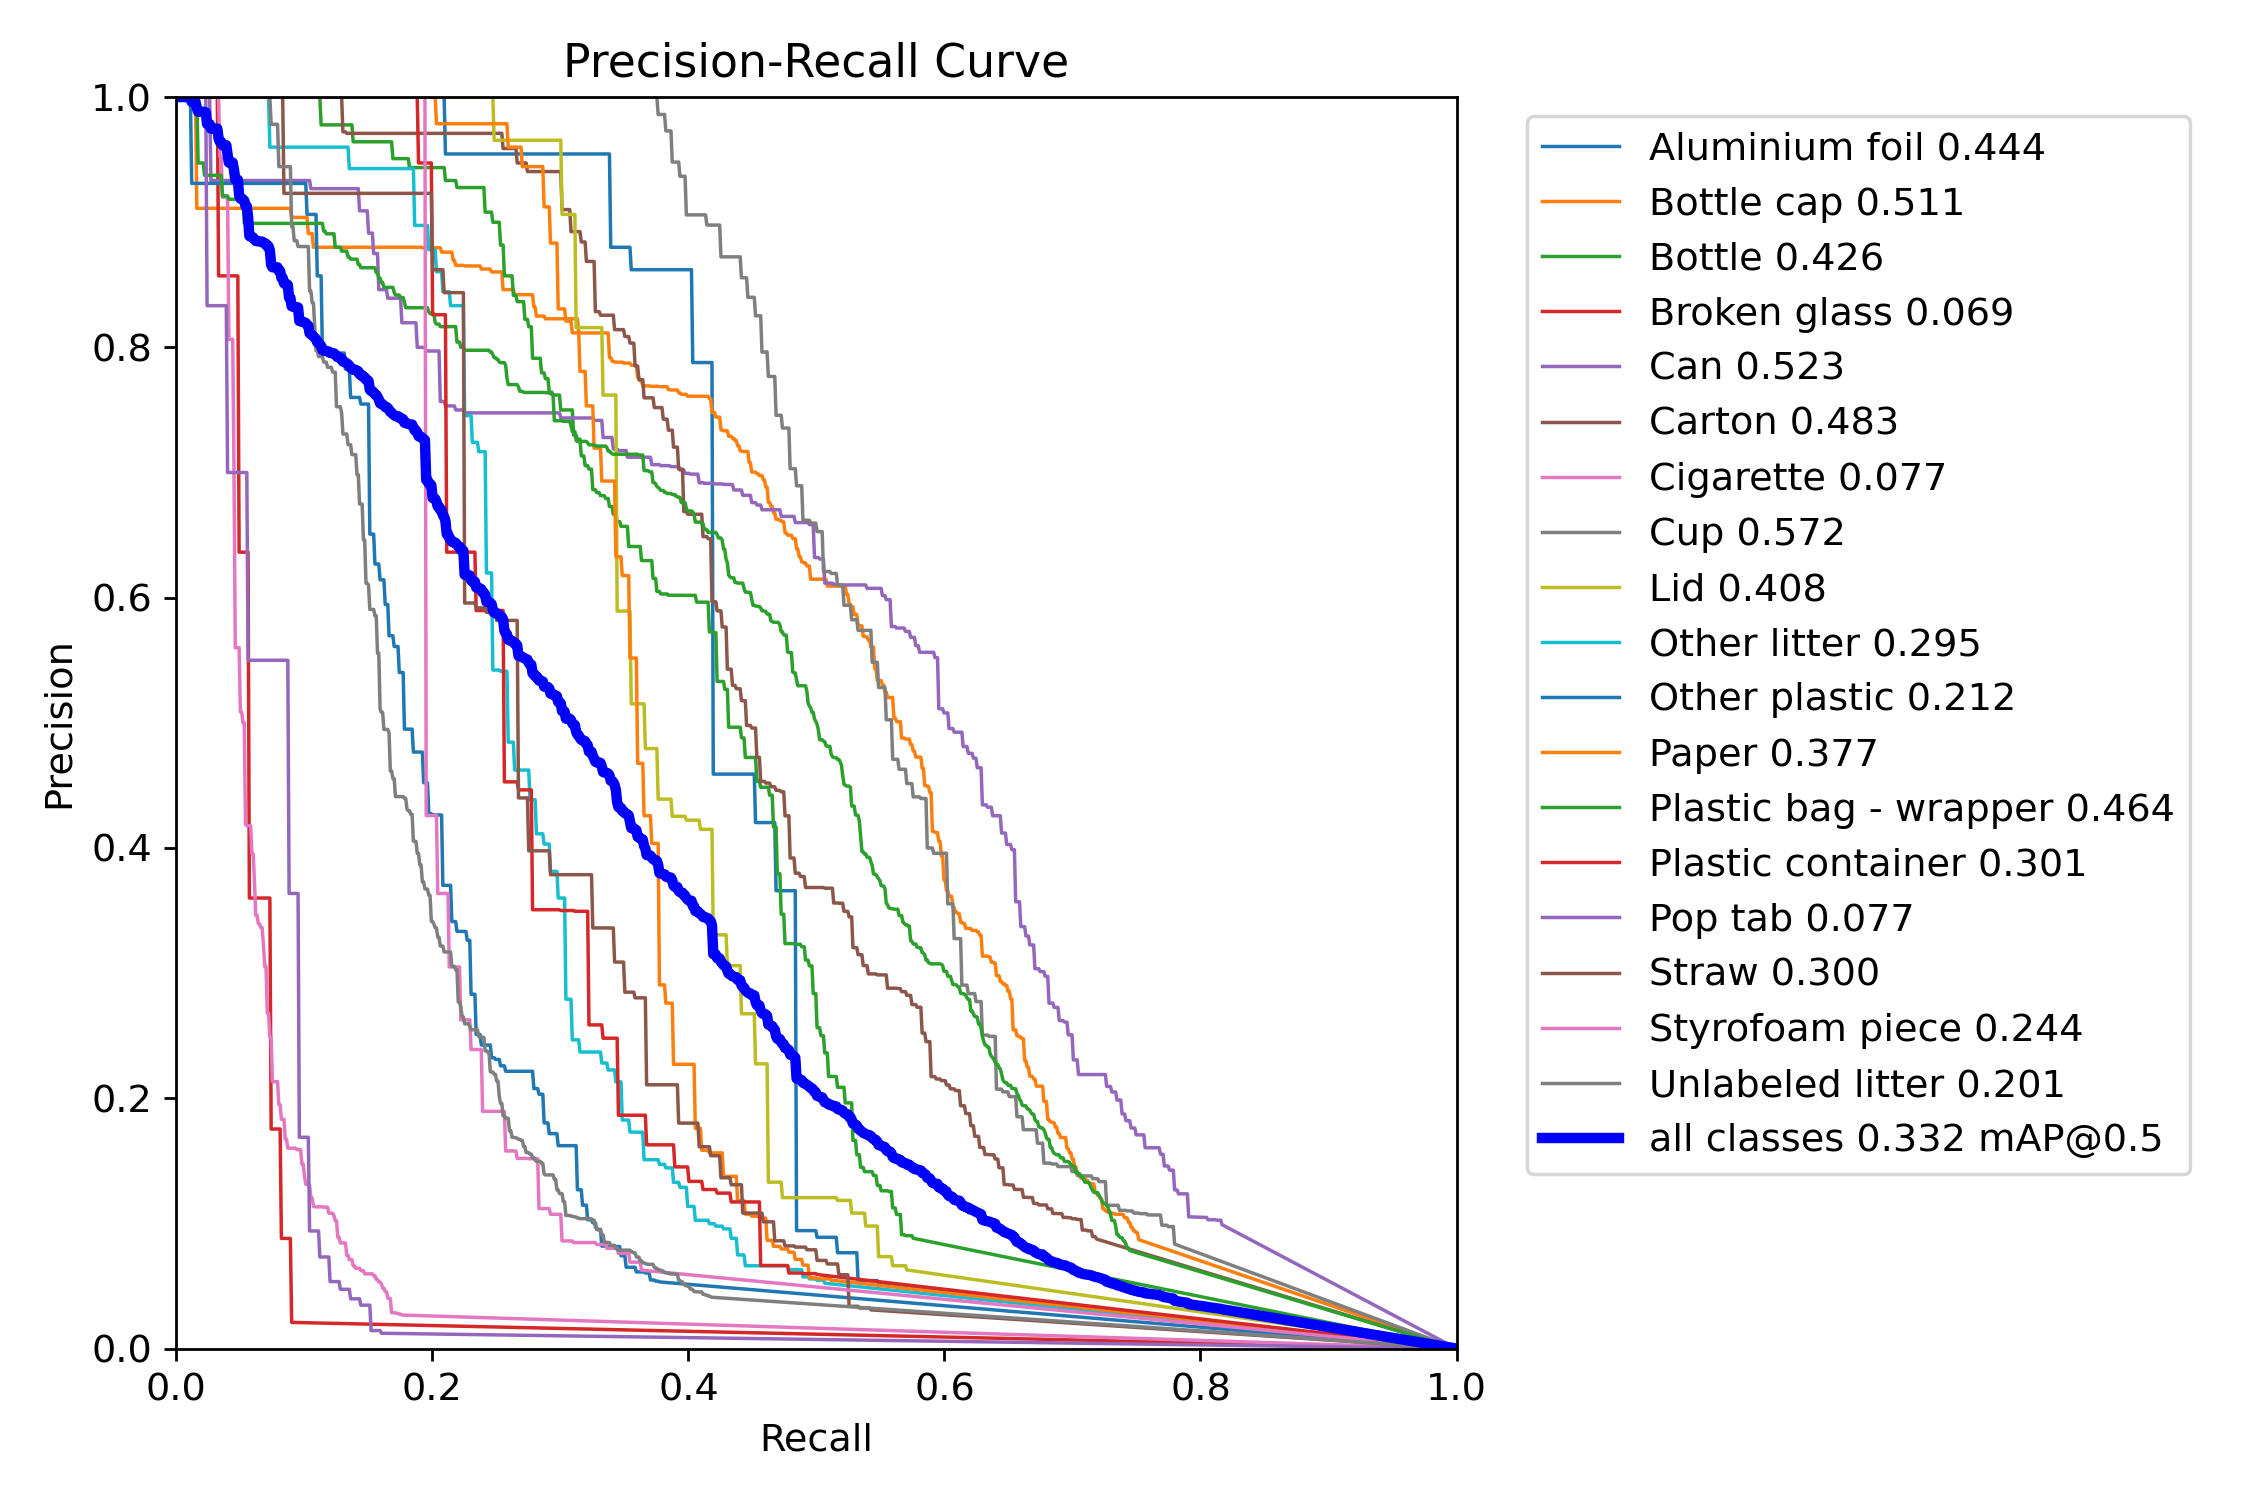 Precision-Recall Curve
1.0
0.8
0.6
0.4
0.2
0.0
Precision
0.0 0.2 0.4 0.6 0.8 1.0
Recall
Aluminium foil 0.444
Bottle cap 0.511
Bottle 0.426
Broken glass 0.069
Can 0.523
Carton 0.483
Cigarette 0.077
Cup 0.572
Lid 0.408
Other litter 0.295
Other plastic 0.212
Paper 0.377
Plastic bag - wrapper 0.464
Plastic container 0.301
Pop tab 0.077
Straw 0.300
Styrofoam piece 0.244
Unlabeled litter 0.201
all classes 0.332 mAP@0.5